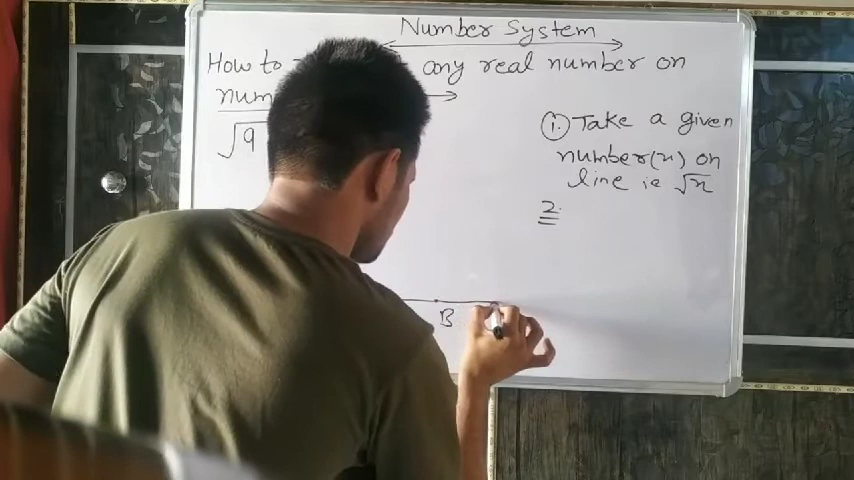 Number System
How to any real number on
num
√9
① Take a given
number(x) on
line ie √x
2.
B